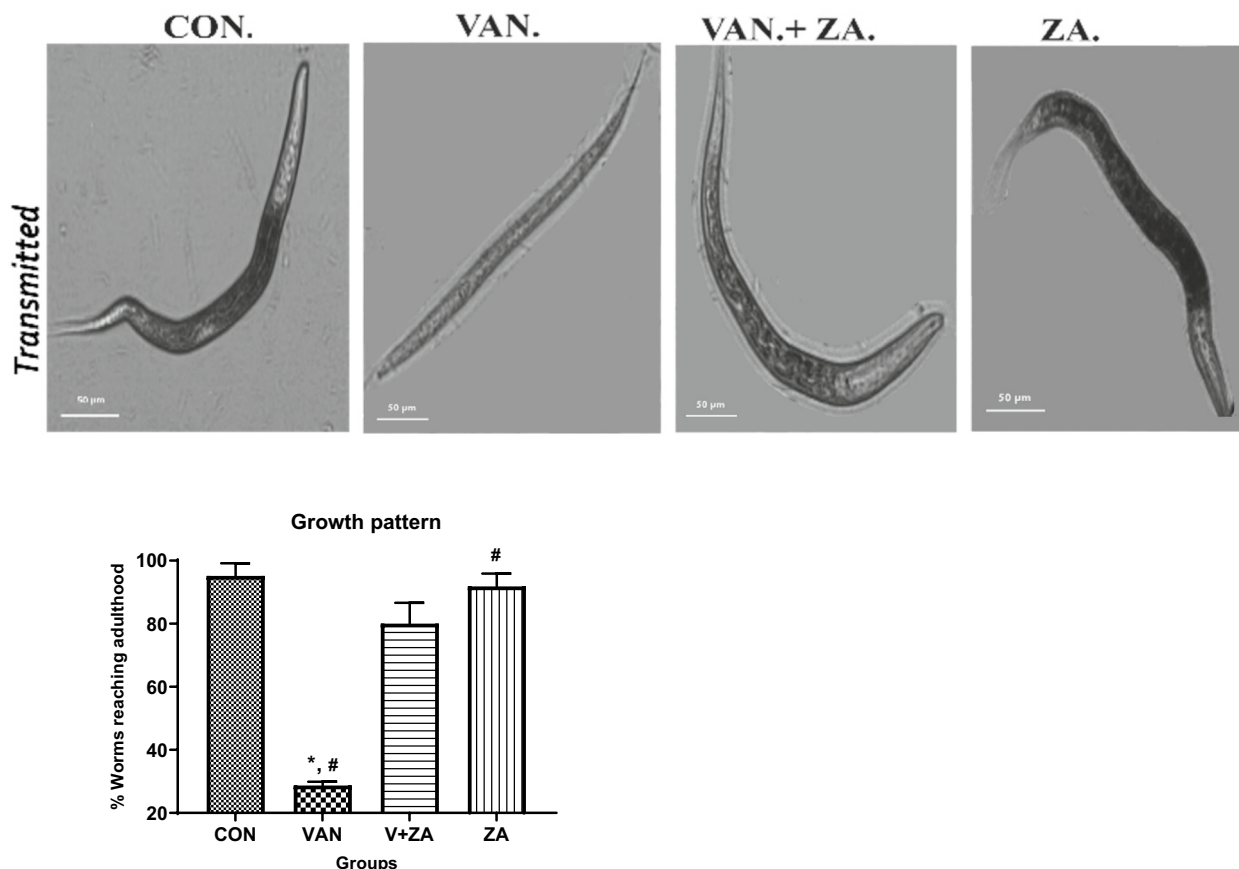 CON. VAN. VAN.+ ZA. ZA.
Transmitted
50 µm 50 µm 50 µm 50 µm
Growth pattern
% Worms reaching adulthood
100
80
60
40
20
*, #
#
CON VAN V+ZA ZA
Groups